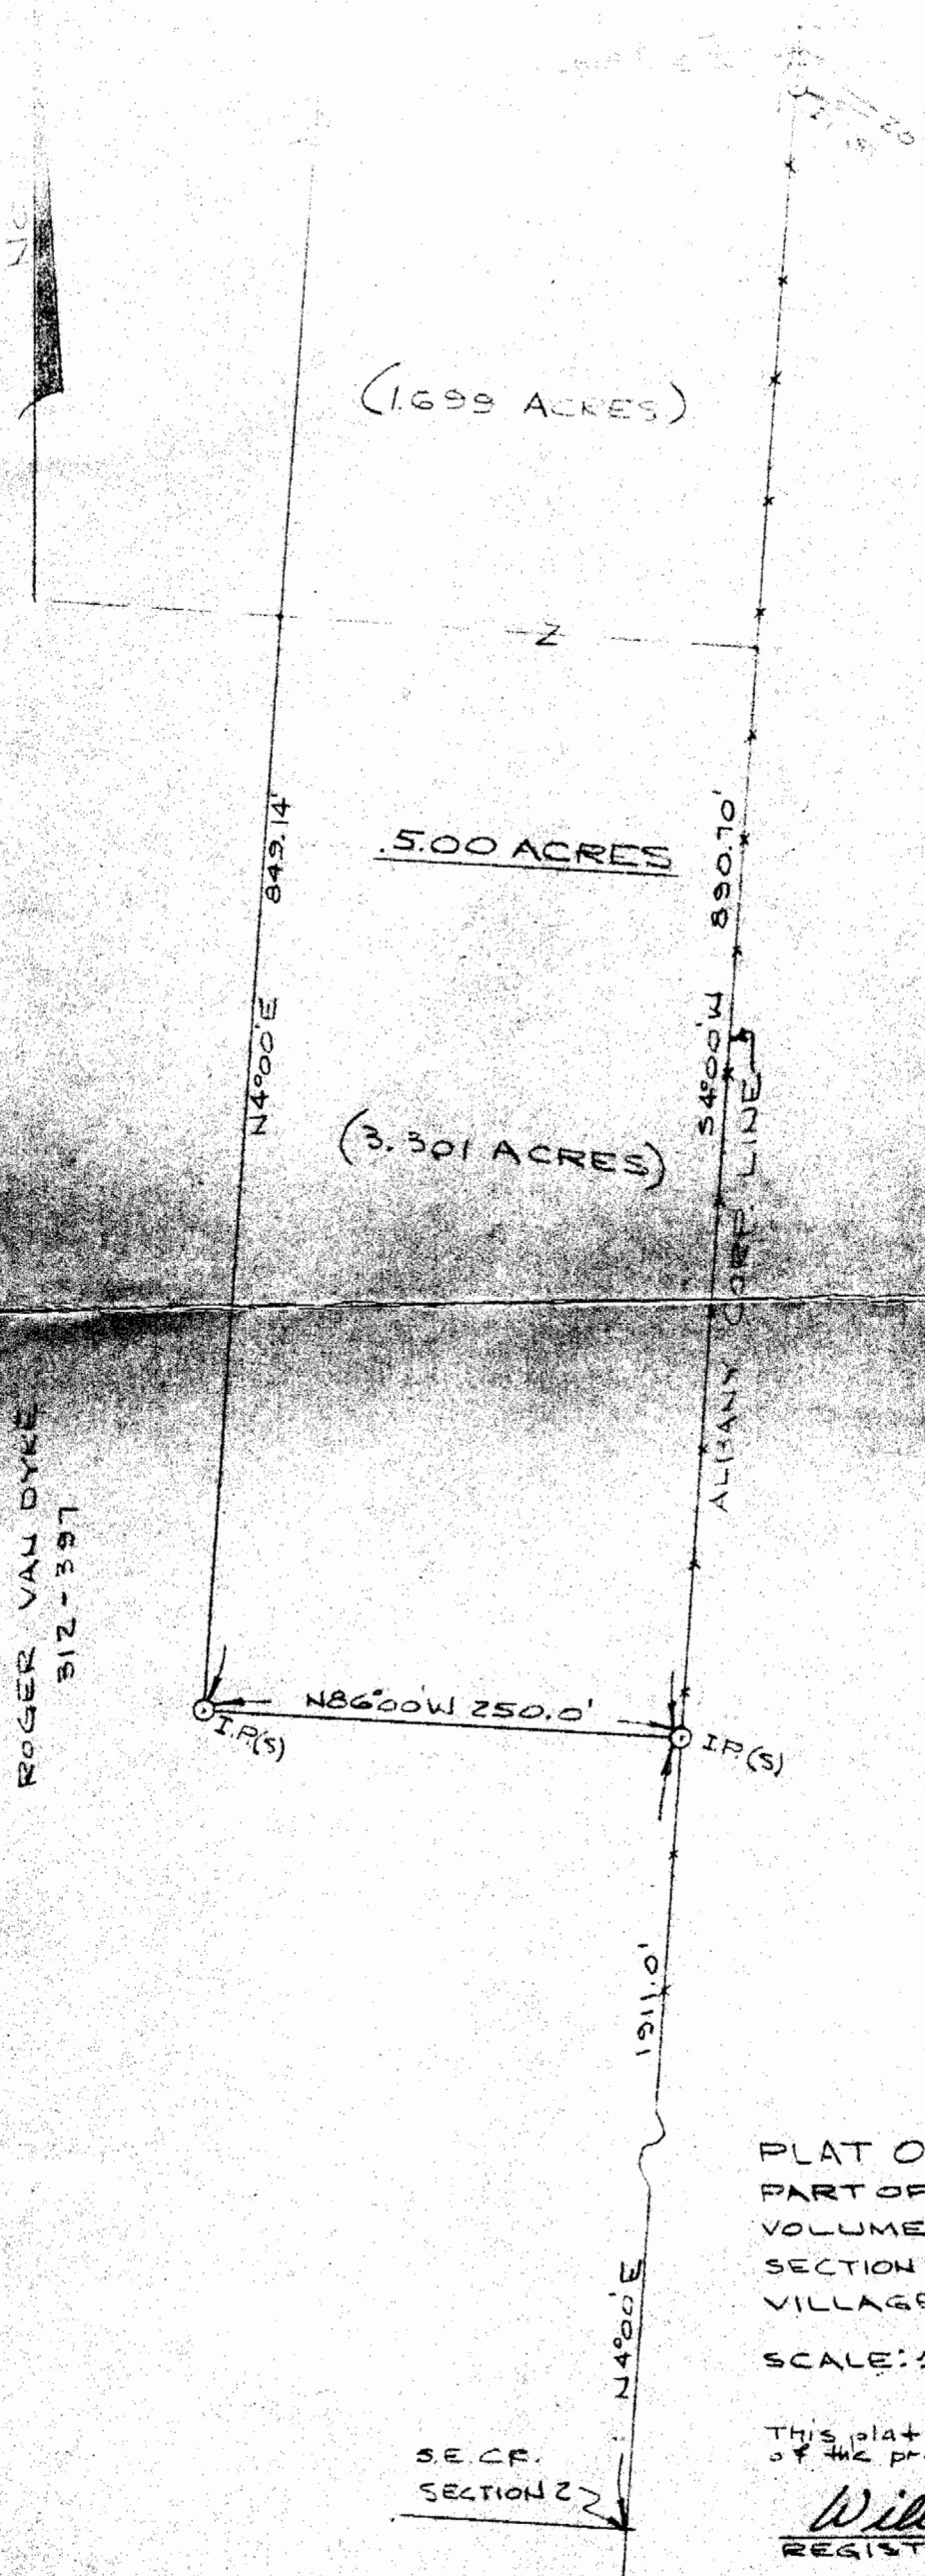 (1.699 ACRES)
Z
849.14'
N4°00'E
5.00 ACRES
890.70'
S4°00'W
(3.301 ACRES)
ALBANY CORP. LINE
ROGER VAN DYKE
312-397
N86°00'W 250.0'
I.P.(S)
I.P.(S)
1911.0'
N4°00'E
S.E. CR.
SECTION 2
PLAT O
PART OF
VOLUME
SECTION
VILLAGE
SCALE:
This plat
of the pr
Will
REGIST